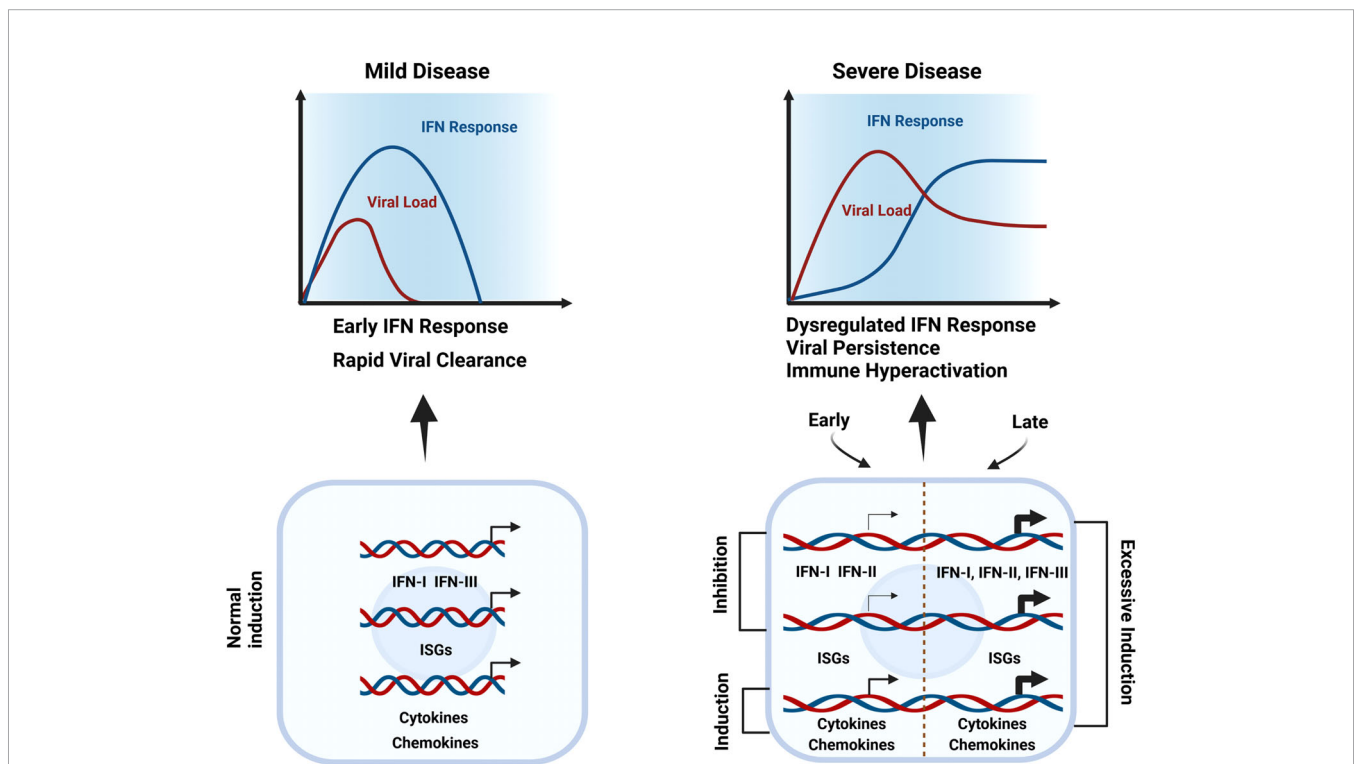 Mild Disease
IFN Response
Viral Load
Early IFN Response
Rapid Viral Clearance
Normal
induction
IFN-I IFN-III
ISGs
Cytokines
Chemokines
Severe Disease
IFN Response
Viral Load
Dysregulated IFN Response
Viral Persistence
Immune Hyperactivation
Early
Late
Inhibition
IFN-I IFN-II
IFN-I, IFN-II, IFN-III
Excessive Induction
ISGs
ISGs
Induction
Cytokines
Chemokines
Cytokines
Chemokines